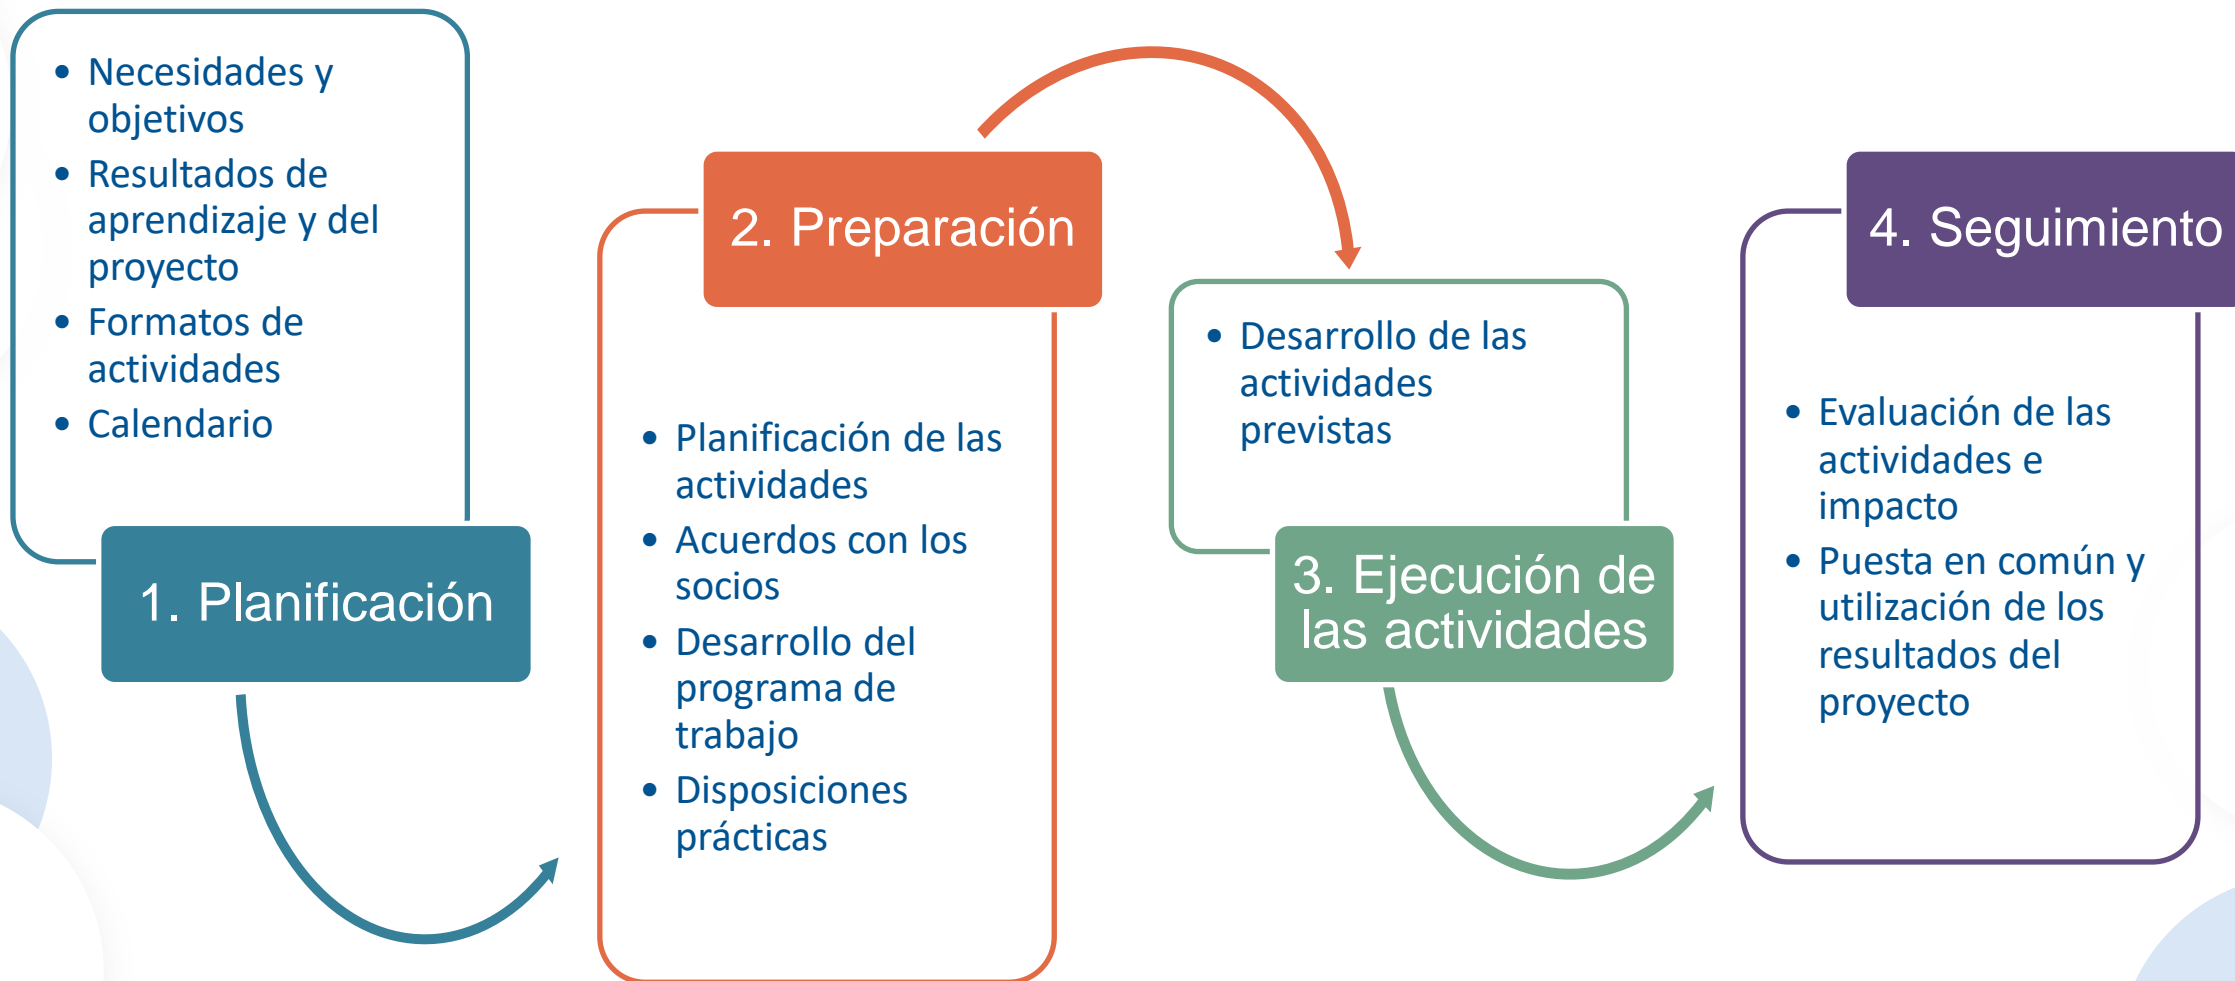 • Necesidades y
objetivos
• Resultados de
aprendizaje y del
proyecto
• Formatos de
actividades
• Calendario
1. Planificación
2. Preparación
• Planificación de las
actividades
• Acuerdos con los
socios
• Desarrollo del
programa de
trabajo
• Disposiciones
prácticas
• Desarrollo de las
actividades
previstas
3. Ejecución de
las actividades
4. Seguimiento
• Evaluación de las
actividades e
impacto
• Puesta en común y
utilización de los
resultados del
proyecto